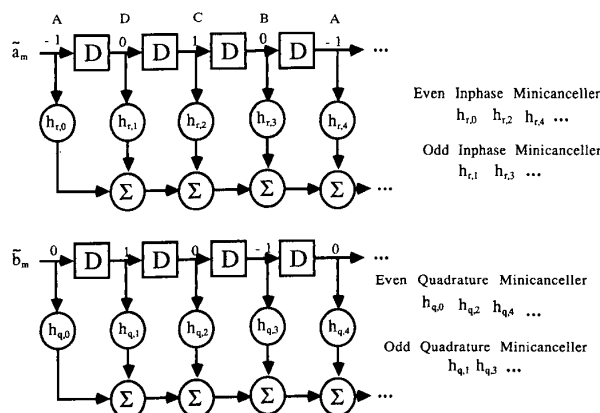 A D C B A
ã_m -1 D 0 D 1 D 0 D -1 ...
h_r,0 h_r,1 h_r,2 h_r,3 h_r,4
Σ Σ Σ Σ ...
Even Inphase Minicanceller
h_r,0 h_r,2 h_r,4 ...
Odd Inphase Minicanceller
h_r,1 h_r,3 ...
b̃_m 0 D 1 D 0 D -1 D 0 ...
h_q,0 h_q,1 h_q,2 h_q,3 h_q,4
Σ Σ Σ Σ ...
Even Quadrature Minicanceller
h_q,0 h_q,2 h_q,4 ...
Odd Quadrature Minicanceller
h_q,1 h_q,3 ...